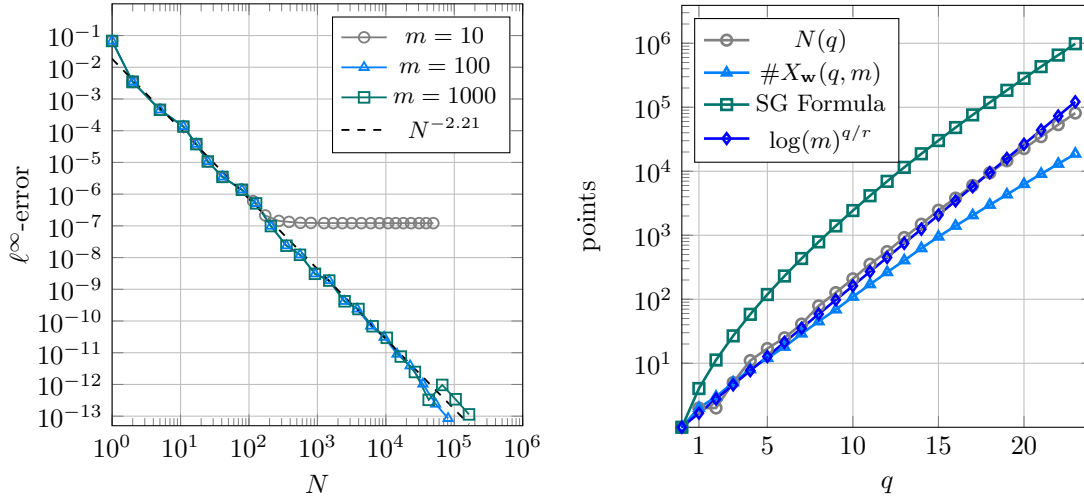 10^{-1}
10^{-2}
10^{-3}
10^{-4}
10^{-5}
10^{-6}
10^{-7}
10^{-8}
10^{-9}
10^{-10}
10^{-11}
10^{-12}
10^{-13}
ℓ^∞-error
10^0 10^1 10^2 10^3 10^4 10^5 10^6
N
m = 10
m = 100
m = 1000
N^{-2.21}
10^6
10^5
10^4
10^3
10^2
10^1
points
1 5 10 15 20
q
N(q)
#X_w(q, m)
SG Formula
log(m)^{q/r}